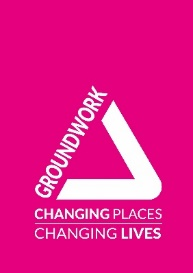 GROUNDWORK
CHANGING PLACES
CHANGING LIVES